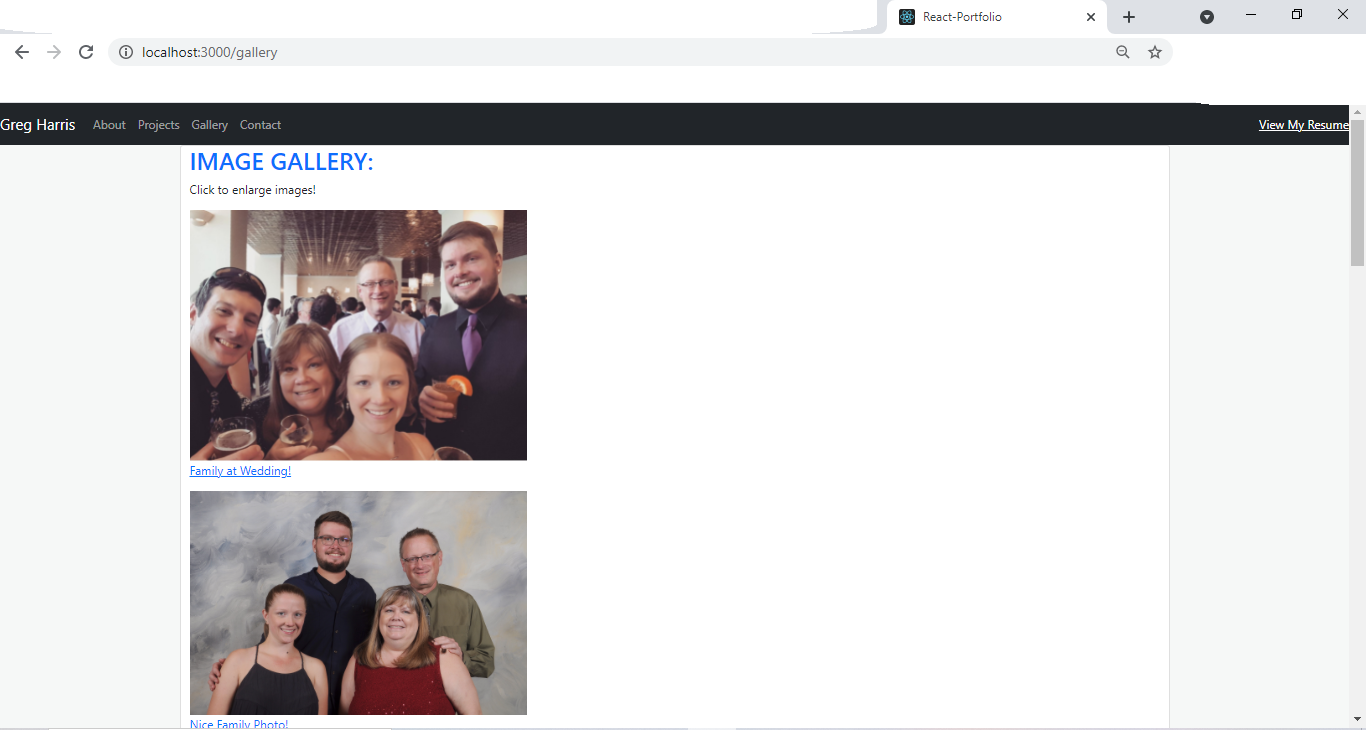 React-Portfolio
localhost:3000/gallery
Greg Harris About Projects Gallery Contact View My Resume
IMAGE GALLERY:
Click to enlarge images!
Family at Wedding!
Nice Family Photo!